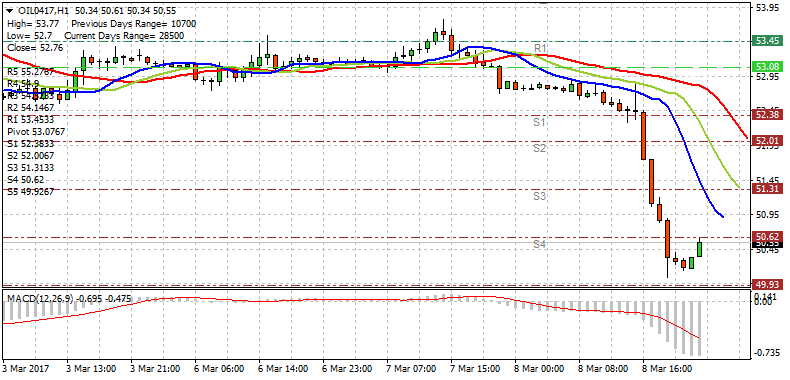 OIL0417,H1 50.34 50.61 50.34 50,55
High= 53.77 Previous Days Range= 10700
Low= 52.7 Current Days Range= 28500
Close= 52.76
R5 55.2767
R2 54.1467
R1 53.4533
Pivot 53.0767
S1 52.3833
S2 52.0067
S3 51.3133
S4 50.62
S5 49.9267
R1
S1
S2
S3
S4
53.95
53.45
53.08
52.95
52.38
52.01
51.45
51.31
50.95
50.62
50.55
50.45
49.93
MACD(12,26,9) -0.695 -0.475
0.141
0.00
-0.735
3 Mar 2017
3 Mar 13:00
3 Mar 21:00
6 Mar 06:00
6 Mar 14:00
6 Mar 22:00
7 Mar 07:00
7 Mar 15:00
8 Mar 00:00
8 Mar 08:00
8 Mar 16:00